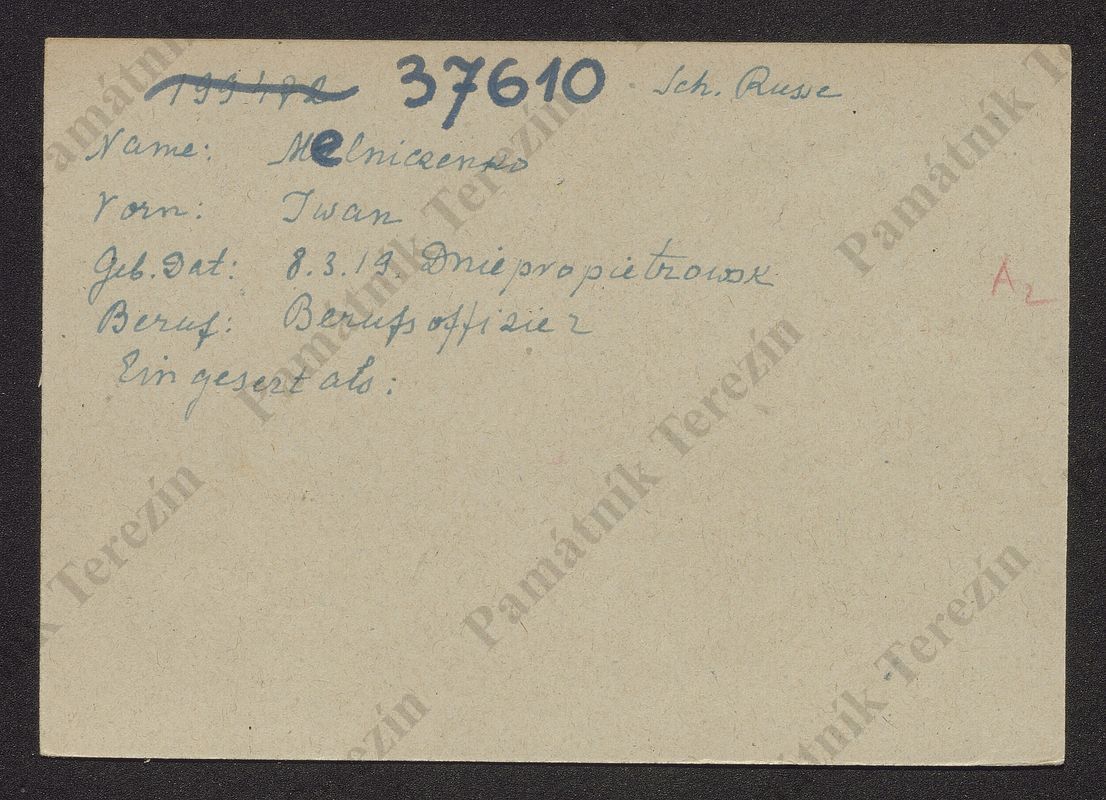 37610 Sch. Russe
Name: Melniczenko
Vorn: Iwan
Geb. Dat: 8.3.19. Dniepropietrowsk
Beruf: Berufsoffizier
Eingesezt als:
A2
Památník Terezín